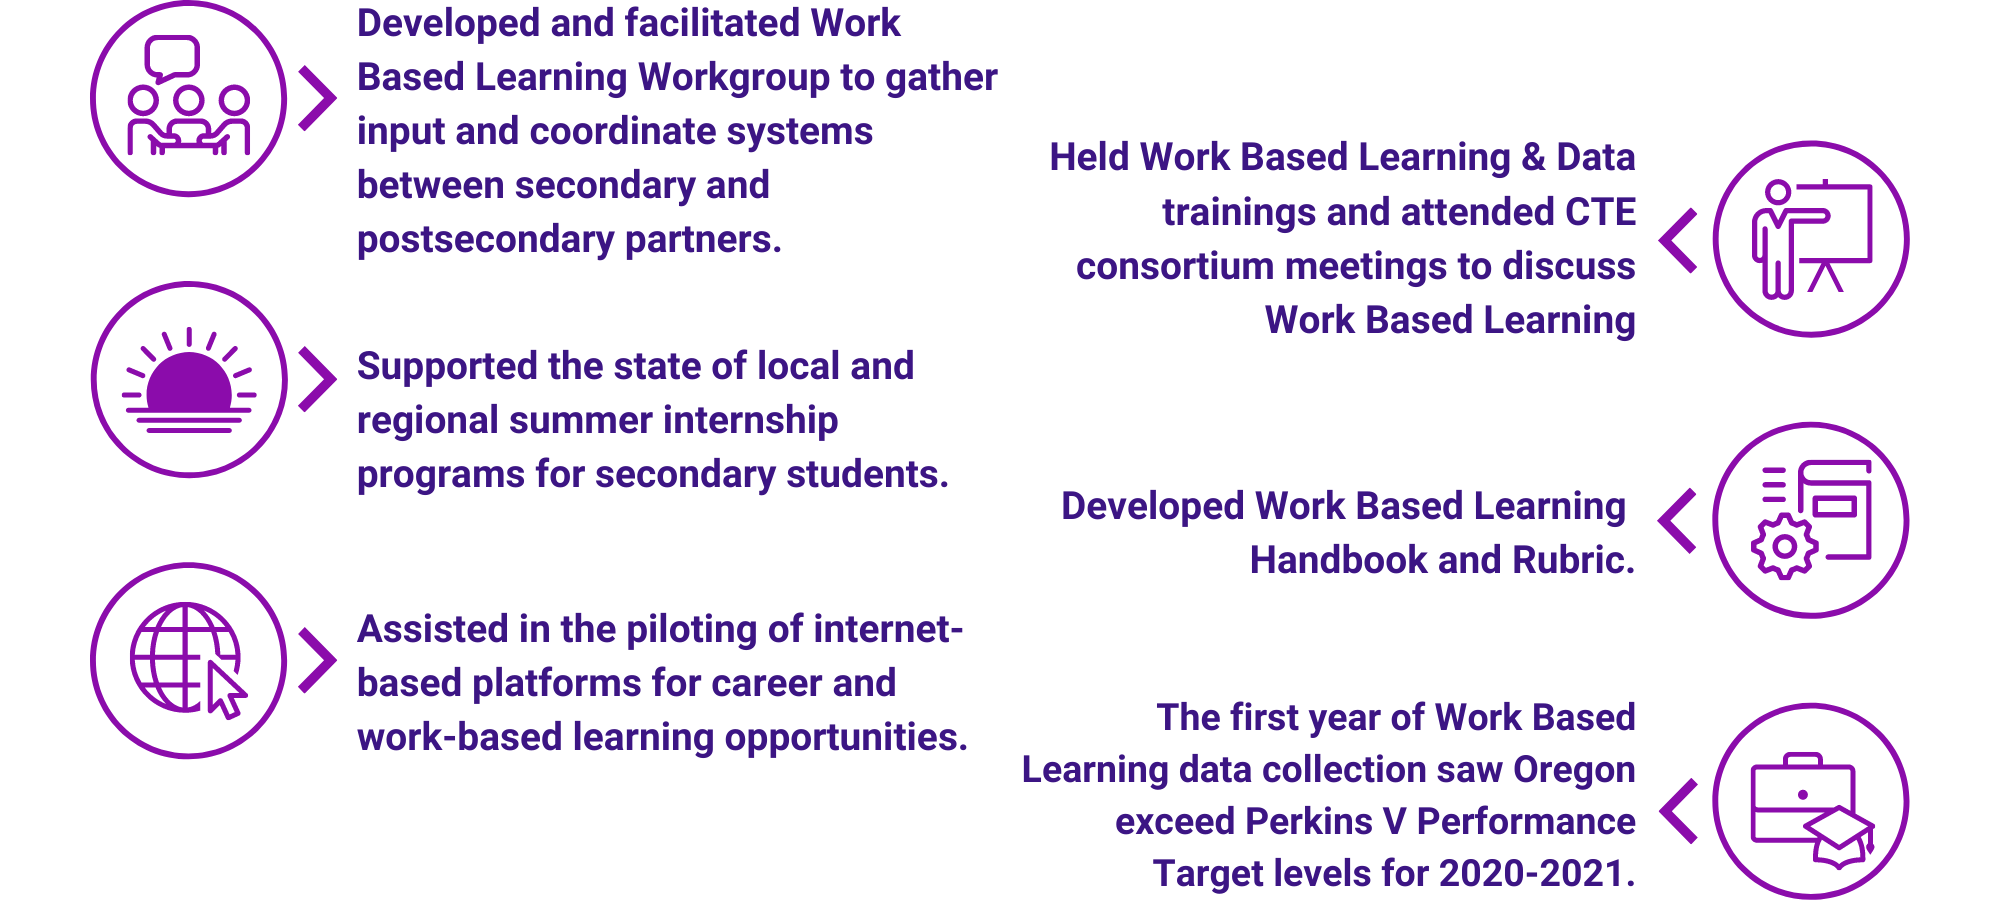 Developed and facilitated Work
Based Learning Workgroup to gather
input and coordinate systems
between secondary and
postsecondary partners.
Supported the state of local and
regional summer internship
programs for secondary students.
Assisted in the piloting of internet-
based platforms for career and
work-based learning opportunities.
Held Work Based Learning & Data
trainings and attended CTE
consortium meetings to discuss
Work Based Learning
Developed Work Based Learning
Handbook and Rubric.
The first year of Work Based
Learning data collection saw Oregon
exceed Perkins V Performance
Target levels for 2020-2021.